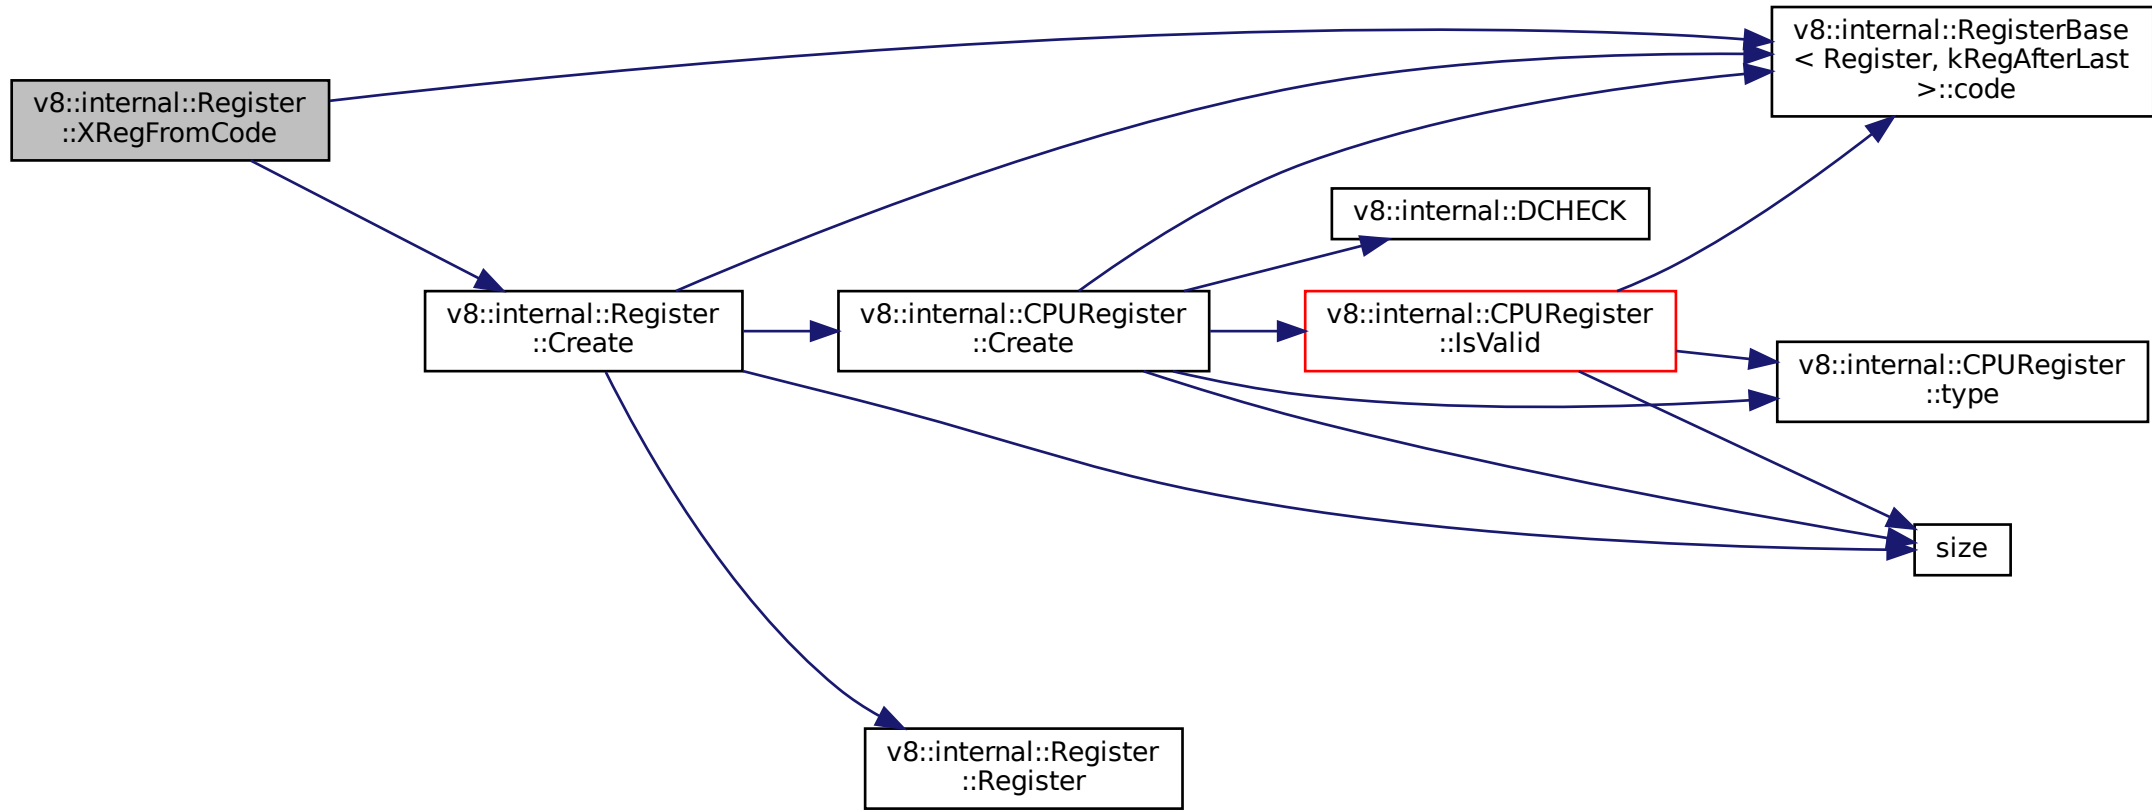 v8::internal::Register
::XRegFromCode
v8::internal::RegisterBase
< Register, kRegAfterLast
>::code
v8::internal::DCHECK
v8::internal::Register
::Create
v8::internal::CPURegister
::Create
v8::internal::CPURegister
::IsValid
v8::internal::CPURegister
::type
size
v8::internal::Register
::Register